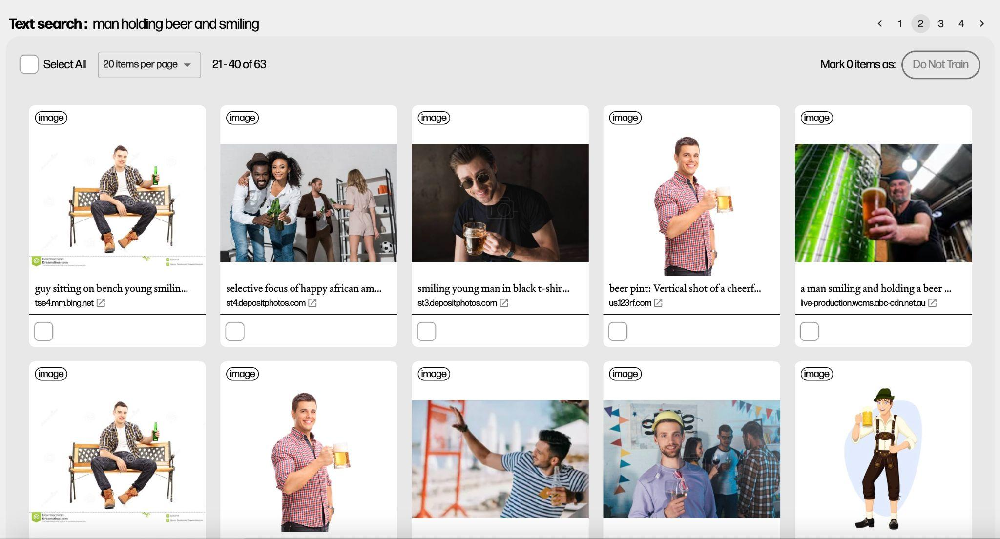 Text search : man holding beer and smiling
1 2 3 4
Select All 20 items per page 21 - 40 of 63 Mark 0 items as: Do Not Train
image image image image image
Download from
Dreamstime.com
guy sitting on bench young smilin... selective focus of happy african am... smiling young man in black t-shir... beer pint: Vertical shot of a cheerf... a man smiling and holding a beer ...
tse4.mm.bing.net st4.depositphotos.com st3.depositphotos.com us.123rf.com live-production.wcms.abc-cdn.net.au
image image image image image
Download from
Dreamstime.com